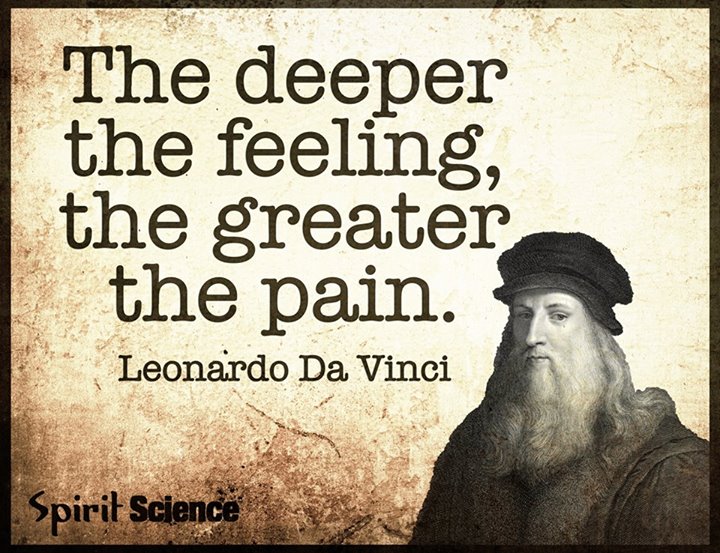 The deeper
the feeling,
the greater
the pain.
Leonardo Da Vinci
Spirit Science